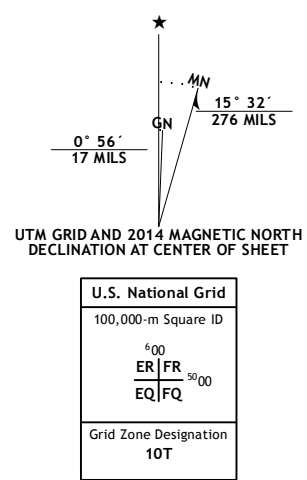 ★
MN
GN
15° 32´
276 MILS
0° 56´
17 MILS
UTM GRID AND 2014 MAGNETIC NORTH
DECLINATION AT CENTER OF SHEET
U.S. National Grid
100,000-m Square ID
600
ER FR
5000
EQ FQ
Grid Zone Designation
10T